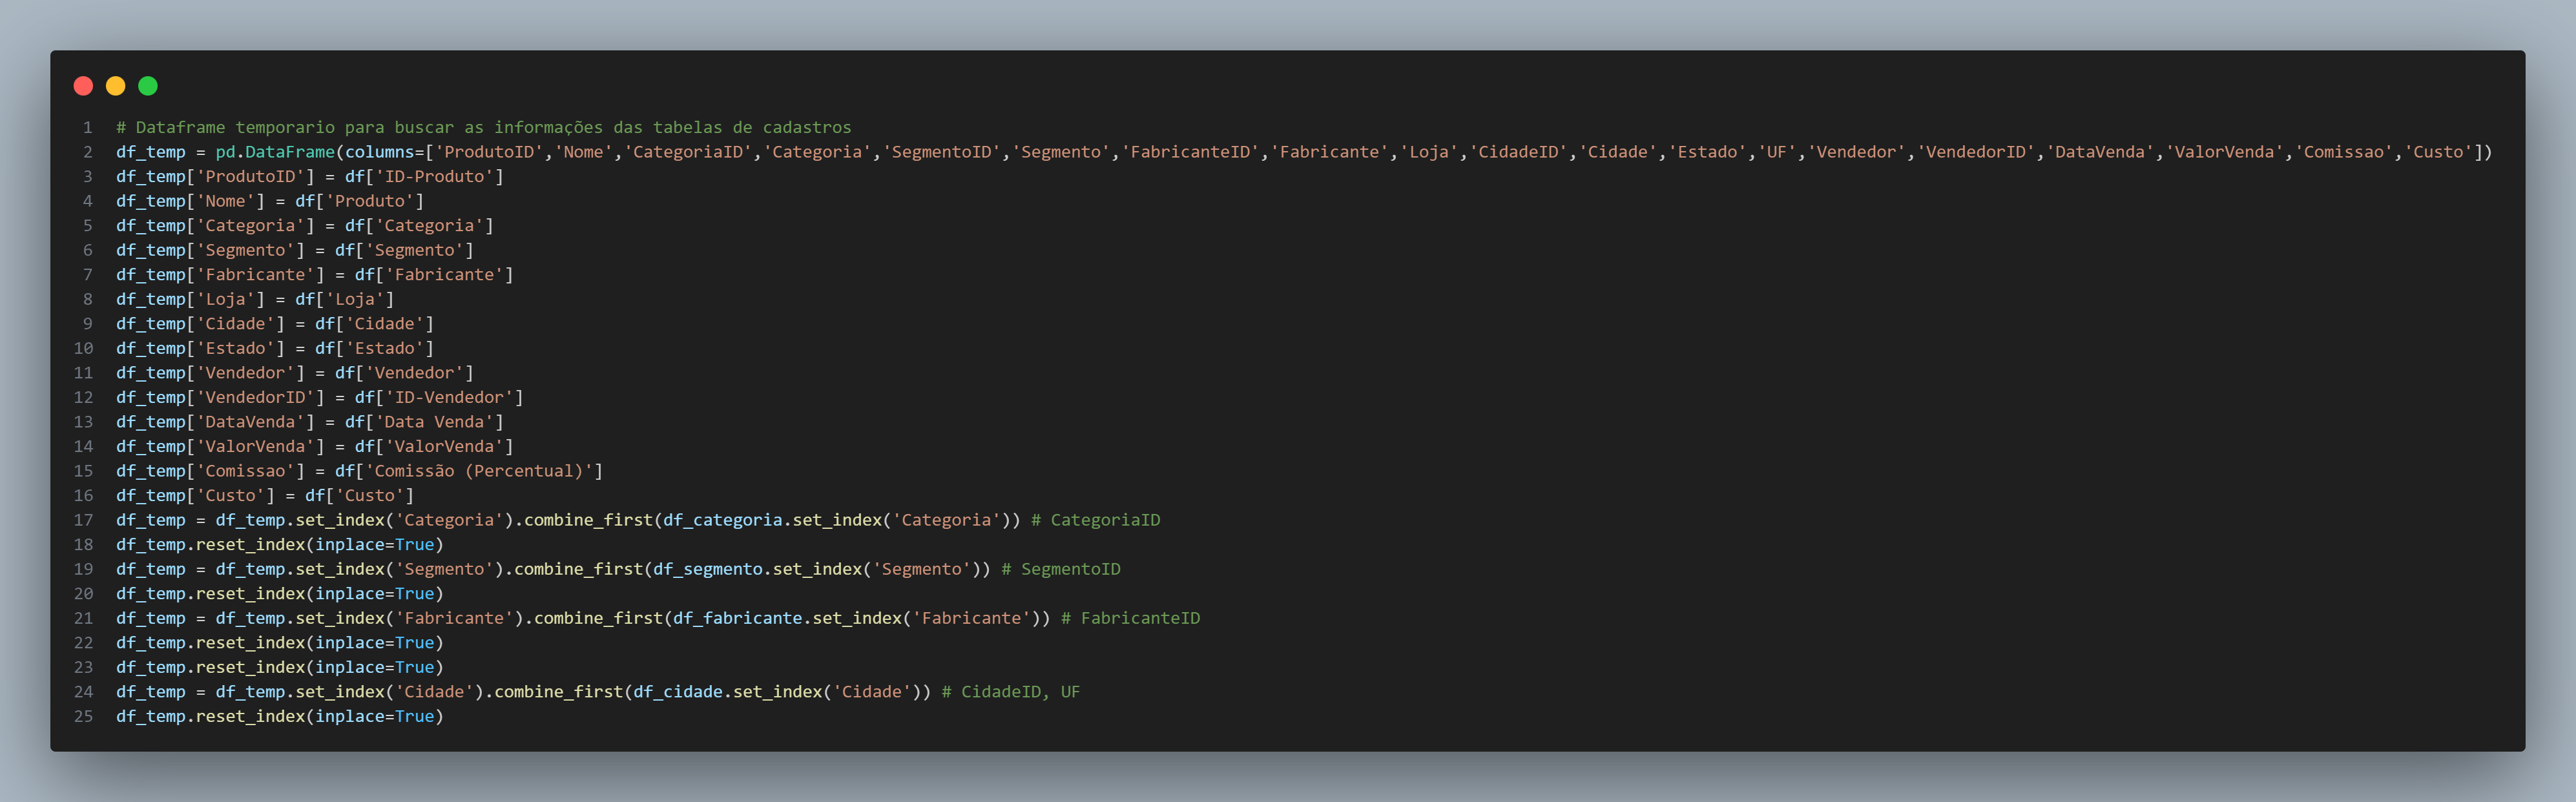 1 # Dataframe temporario para buscar as informações das tabelas de cadastros
2 df_temp = pd.DataFrame(columns=['ProdutoID','Nome','CategoriaID','Categoria','SegmentoID','Segmento','FabricanteID','Fabricante','Loja','CidadeID','Cidade','Estado','UF','Vendedor','VendedorID','DataVenda','ValorVenda','Comissao','Custo'])
3 df_temp['ProdutoID'] = df['ID-Produto']
4 df_temp['Nome'] = df['Produto']
5 df_temp['Categoria'] = df['Categoria']
6 df_temp['Segmento'] = df['Segmento']
7 df_temp['Fabricante'] = df['Fabricante']
8 df_temp['Loja'] = df['Loja']
9 df_temp['Cidade'] = df['Cidade']
10 df_temp['Estado'] = df['Estado']
11 df_temp['Vendedor'] = df['Vendedor']
12 df_temp['VendedorID'] = df['ID-Vendedor']
13 df_temp['DataVenda'] = df['Data Venda']
14 df_temp['ValorVenda'] = df['ValorVenda']
15 df_temp['Comissao'] = df['Comissão (Percentual)']
16 df_temp['Custo'] = df['Custo']
17 df_temp = df_temp.set_index('Categoria').combine_first(df_categoria.set_index('Categoria')) # CategoriaID
18 df_temp.reset_index(inplace=True)
19 df_temp = df_temp.set_index('Segmento').combine_first(df_segmento.set_index('Segmento')) # SegmentoID
20 df_temp.reset_index(inplace=True)
21 df_temp = df_temp.set_index('Fabricante').combine_first(df_fabricante.set_index('Fabricante')) # FabricanteID
22 df_temp.reset_index(inplace=True)
23 df_temp.reset_index(inplace=True)
24 df_temp = df_temp.set_index('Cidade').combine_first(df_cidade.set_index('Cidade')) # CidadeID, UF
25 df_temp.reset_index(inplace=True)